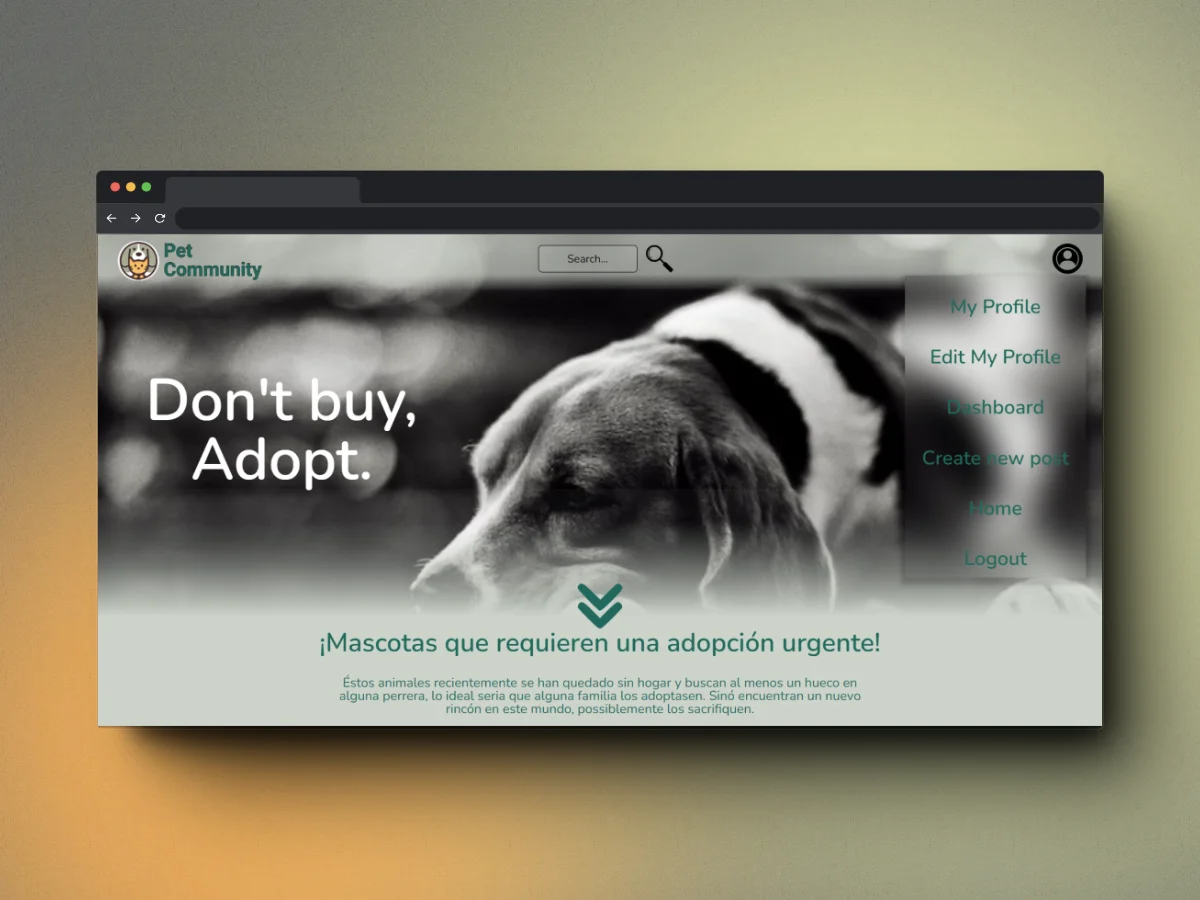 Pet
Community
Search...
My Profile
Edit My Profile
Dashboard
Create new post
Home
Logout
Don't buy,
Adopt.
¡Mascotas que requieren una adopción urgente!
Éstos animales recientemente se han quedado sin hogar y buscan al menos un hueco en
alguna perrera, lo ideal seria que alguna familia los adoptasen. Sinó encuentran un nuevo
rincón en este mundo, posiblemente los sacrifiquen.